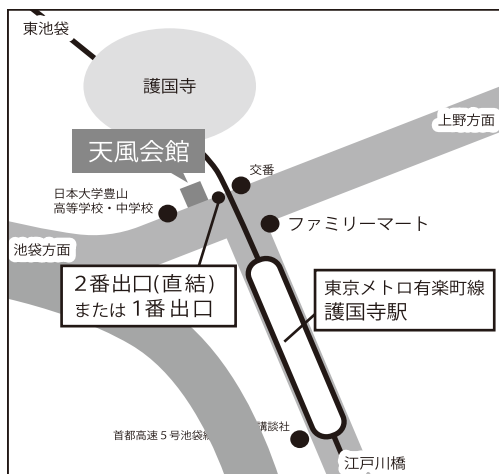 東池袋
護国寺
上野方面
天風会館
交番
日本大学豊山
高等学校・中学校
ファミリーマート
池袋方面
2番出口(直結)
または 1番出口
東京メトロ有楽町線
護国寺駅
講談社
首都高速5号池袋
江戸川橋